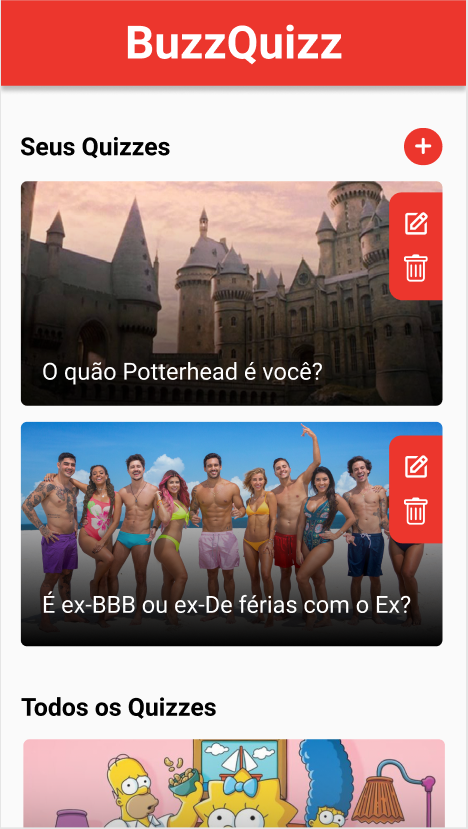 BuzzQuizz
Seus Quizzes
O quão Potterhead é você?
É ex-BBB ou ex-De férias com o Ex?
Todos os Quizzes